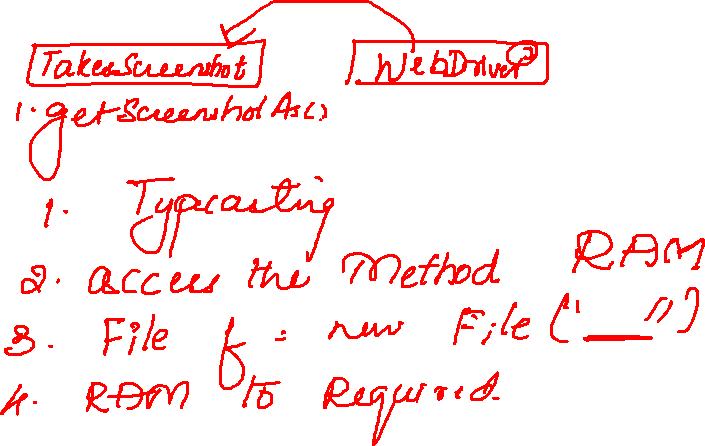 TakesScreenshot WebDriver
1. getScreenshotAs()
1. Typecasting
2. access the Method RAM
3. File f = new File("___")
4. RAM to Required.